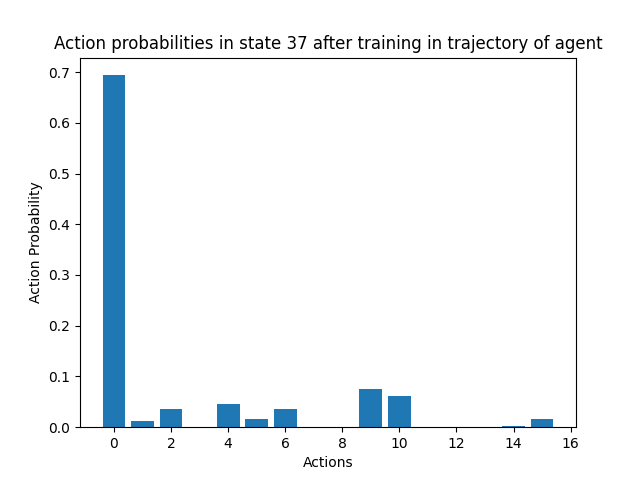 Action probabilities in state 37 after training in trajectory of agent
0.7
0.6
0.5
0.4
0.3
0.2
0.1
0.0
Action Probability
0 2 4 6 8 10 12 14 16
Actions